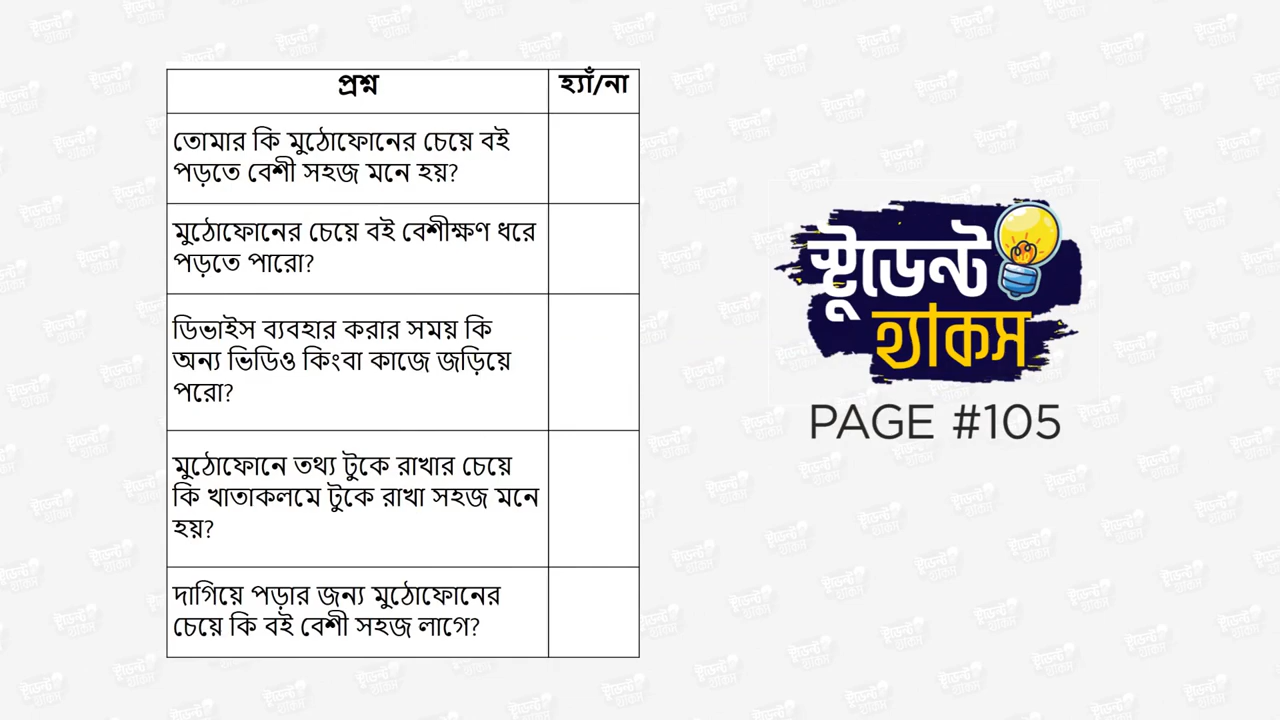 প্রশ্ন
হ্যাঁ/না
তোমার কি মুঠোফোনের চেয়ে বই
পড়তে বেশী সহজ মনে হয়?
মুঠোফোনের চেয়ে বই বেশীক্ষণ ধরে
পড়তে পারো?
ডিভাইস ব্যবহার করার সময় কি
অন্য ভিডিও কিংবা কাজে জড়িয়ে
পরো?
মুঠোফোনে তথ্য টুকে রাখার চেয়ে
কি খাতাকলমে টুকে রাখা সহজ মনে
হয়?
দাগিয়ে পড়ার জন্য মুঠোফোনের
চেয়ে কি বই বেশী সহজ লাগে?
স্টুডেন্ট
হ্যাকস
PAGE #105